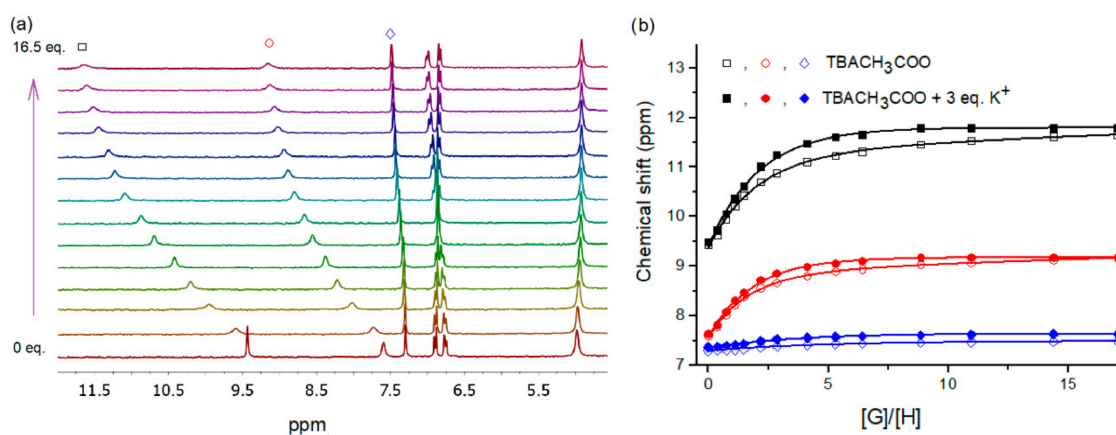 (a)
16.5 eq.
0 eq.
11.5 10.5 9.5 8.5 7.5 6.5 5.5
ppm
(b)
TBACH₃COO
TBACH₃COO + 3 eq. K⁺
Chemical shift (ppm)
13
12
11
10
9
8
7
0 5 10 15
[G]/[H]